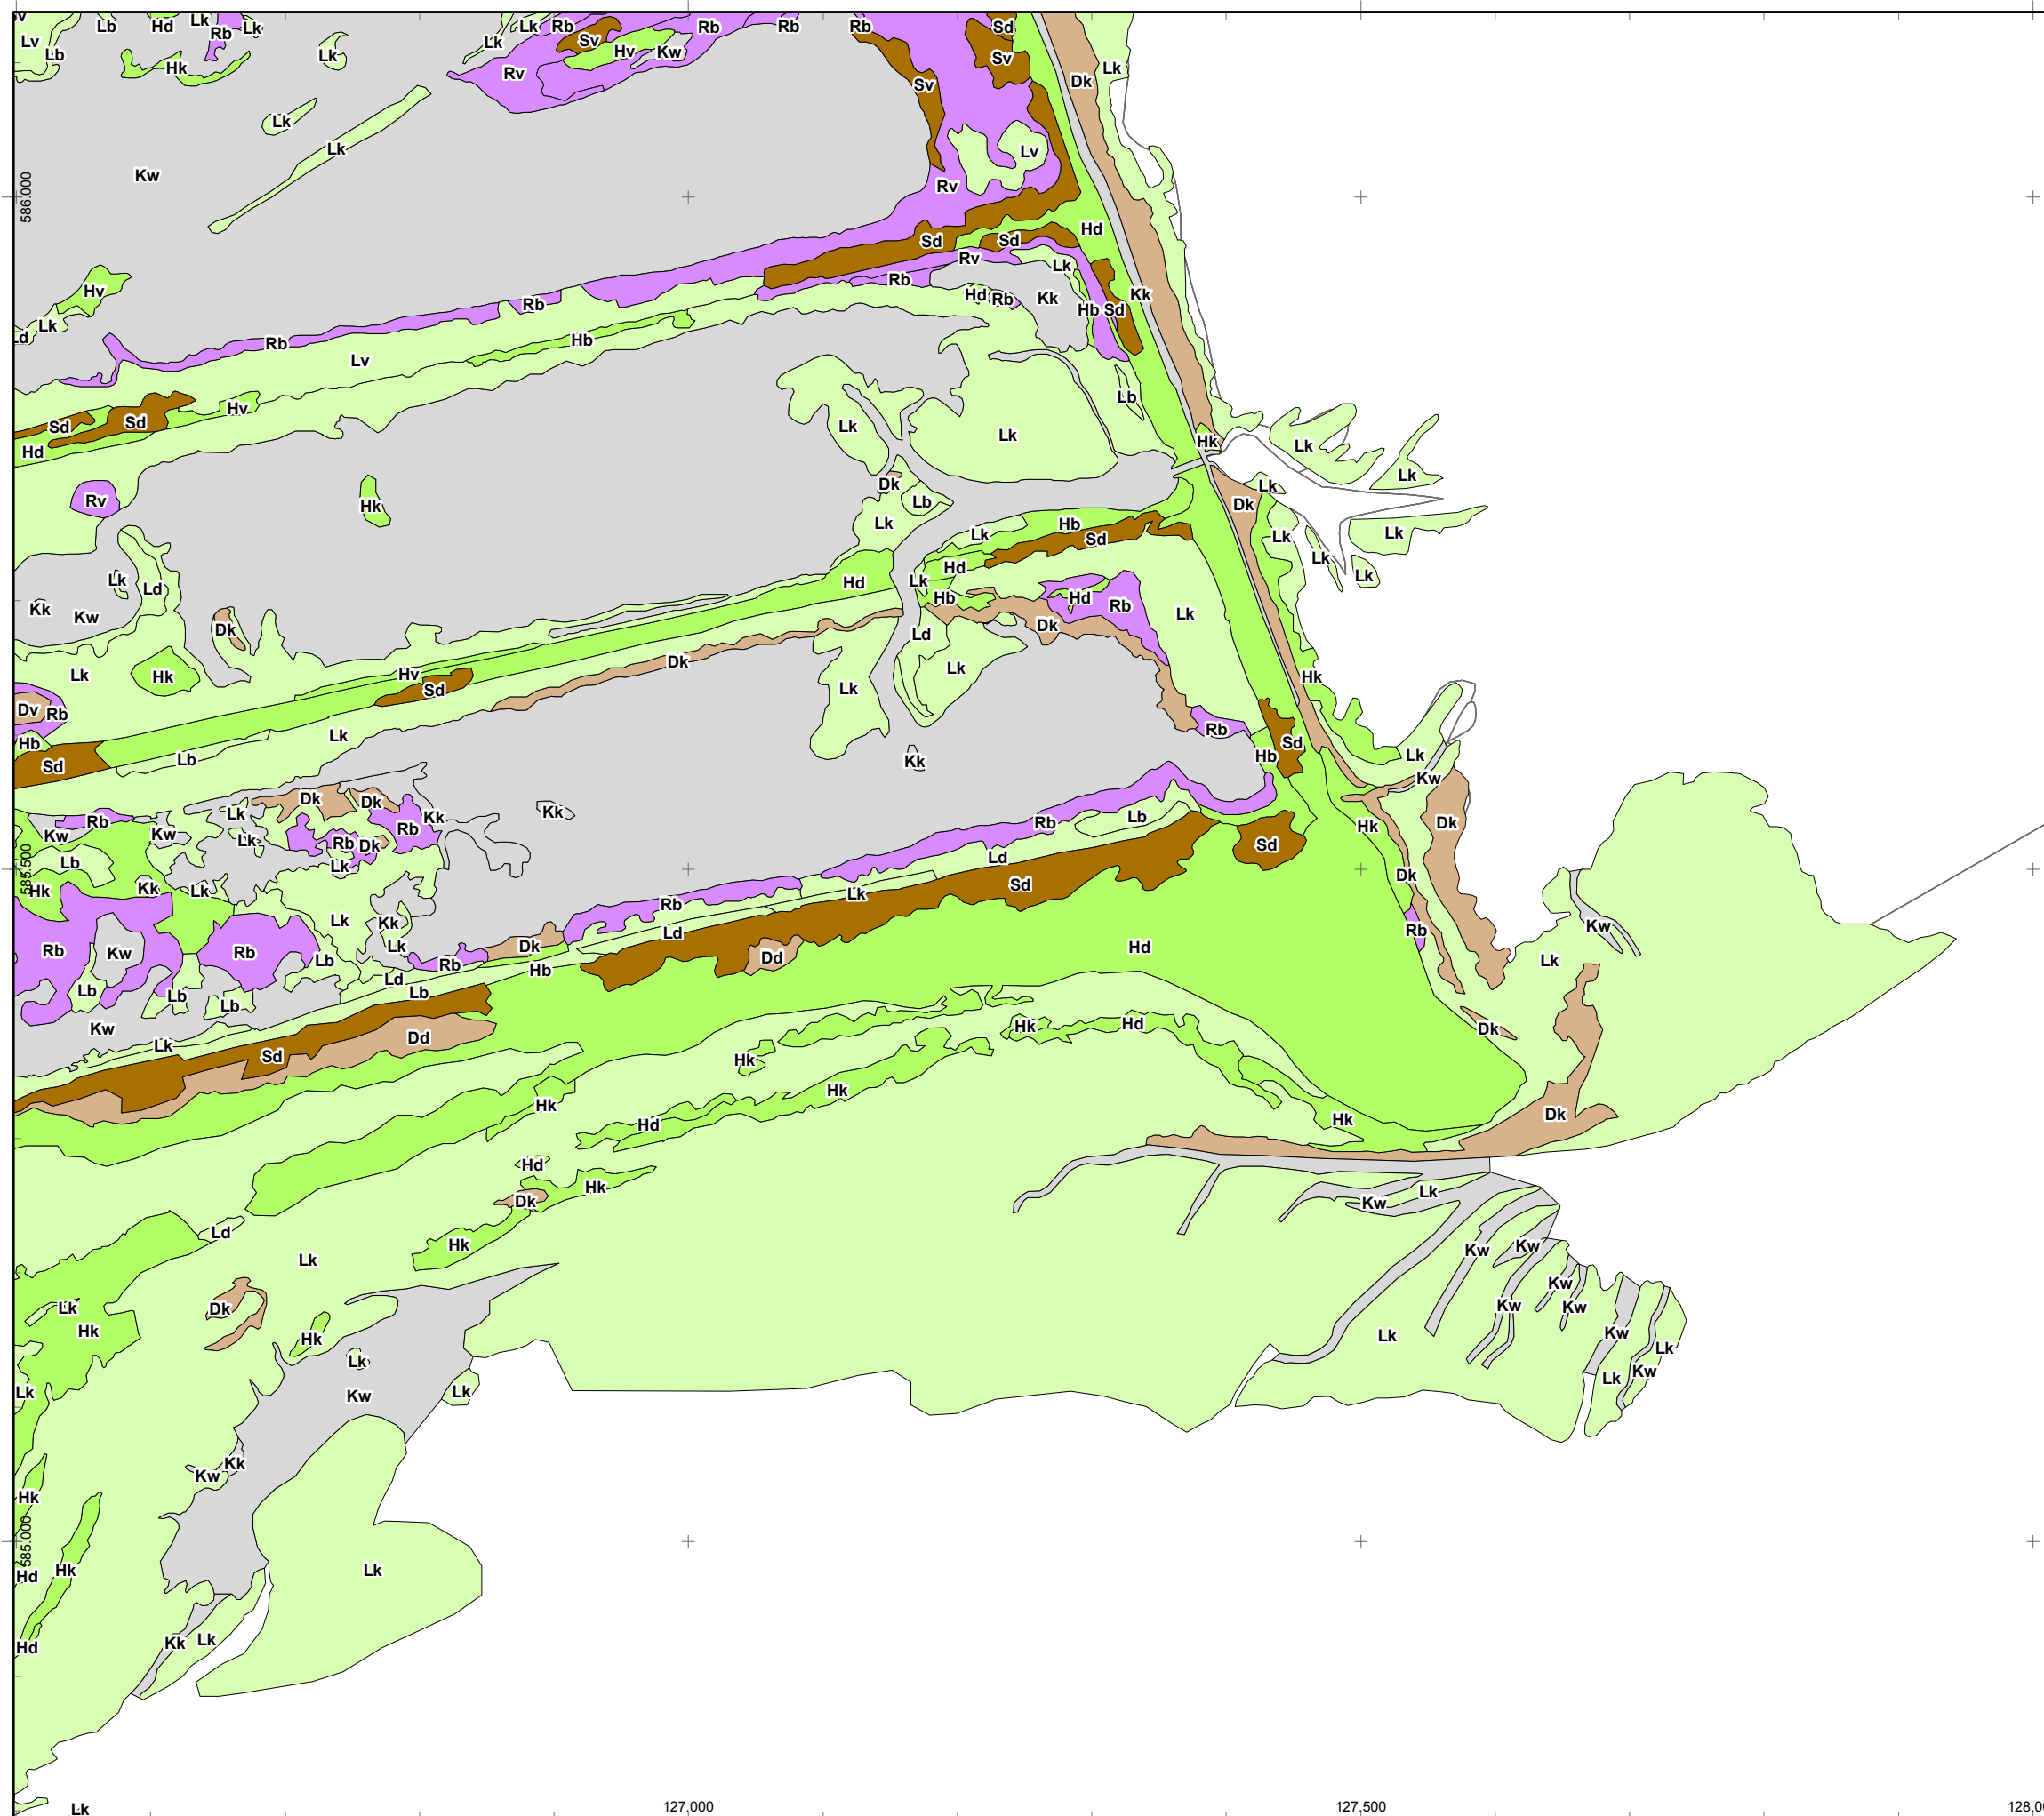 Lk Rb Rb Rb Rb Sd
Lb Hd Lk Rb Lk
Lv Lb Lk Lk Sv Hv Kw Sv Lk
Hk Rv Sv Dk
Lk
Lk Lv
Kw Rv
586.000
Hd
Sd Sd
Rv Lk
Hv Rb Hd Rb Kk Kk
Rb Hb Sd
Lk
Rb Hb
Lv
Lb
Hv
Sd Sd Lk Lk
Hd Hk Lk
Dk Lk
Rv Hk Lb Lk Dk
Lk Hb
Lk Sd Lk Lk
Lk Hd Hd Lk Lk Lk
Kk Kw Ld Hb Hd Rb Lk
Dk Ld Dk
Lk Hk Hv Dk Lk Hk
Dv Rb Sd Lk
Hb Lk Rb Sd
Sd Lb Kk Hb Lk
Kw
Dk Dk Kk
Rb Lk Rb Kk Rb Lb Hk Dk
Kw Kw Lk Rb Dk Sd
Lb Lk Ld
585.500
Hk Kk Lk Lk Sd Dk
Lk Kk Rb Ld Rb Kw
Rb Kw Rb Lk Dk Hd
Lb Rb Hb Dd Lk
Lb Lb Lb Ld Lb
Kw Hk Hd Dk
Lk Sd Dd
Hk
Hk Hk
Hd Hk Dk
Hd
Dk Hk
Kw Lk
Ld
Hk Kw Kw
Lk
Kw
Lk Dk Kw Kw
Hk Hk Lk Kw
Lk Lk Kw
Lk Kw Lk Lk
Kw Kk
Hk
585.000
Hd Hk Lk
Hd Kk Lk
Lk
127,000 127,500